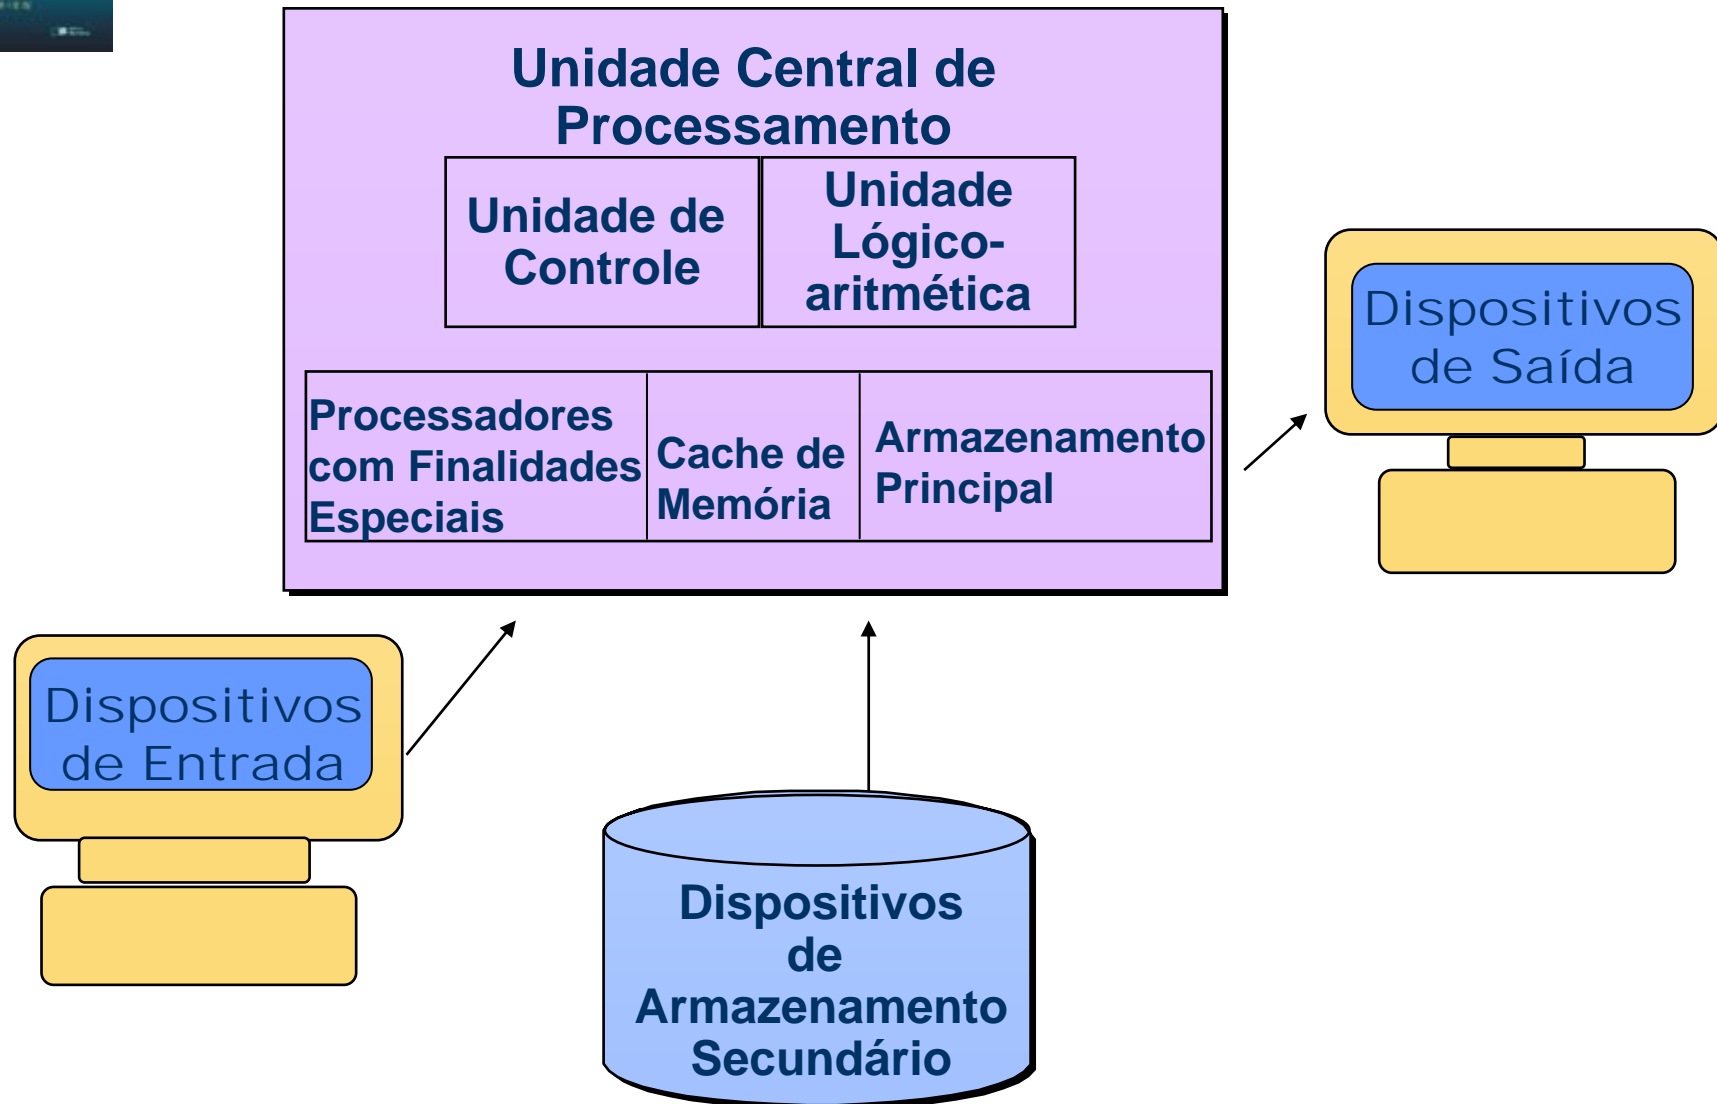 Unidade Central de
Processamento
Unidade de
Controle
Unidade
Lógico-
aritmética
Processadores
com Finalidades
Especiais
Cache de
Memória
Armazenamento
Principal
Dispositivos
de Saída
Dispositivos
de Entrada
Dispositivos
de
Armazenamento
Secundário